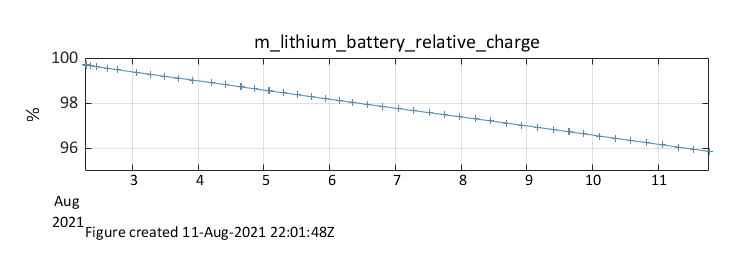 m_lithium_battery_relative_charge
100
98
96
%
3 4 5 6 7 8 9 10 11
Aug
2021
Figure created 11-Aug-2021 22:01:48Z